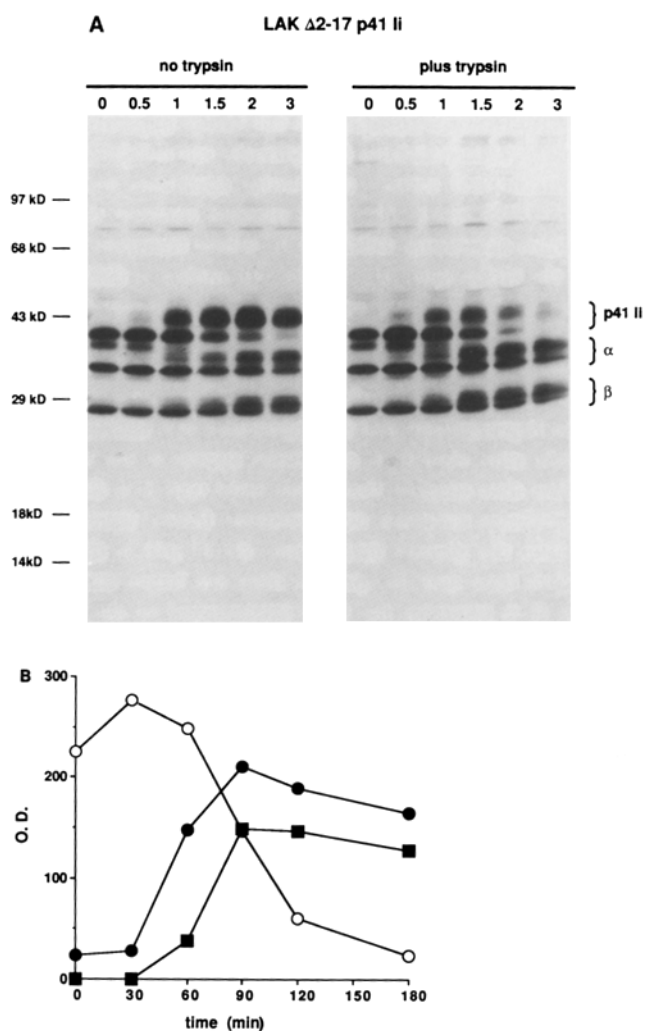 A LAK Δ2-17 p41 Ii
no trypsin plus trypsin
0 0.5 1 1.5 2 3 0 0.5 1 1.5 2 3
97 kD
68 kD
43 kD
p41 Ii
α
29 kD
β
18kD
14kD
B
300
200
100
0
O. D.
0 30 60 90 120 150 180
time (min)